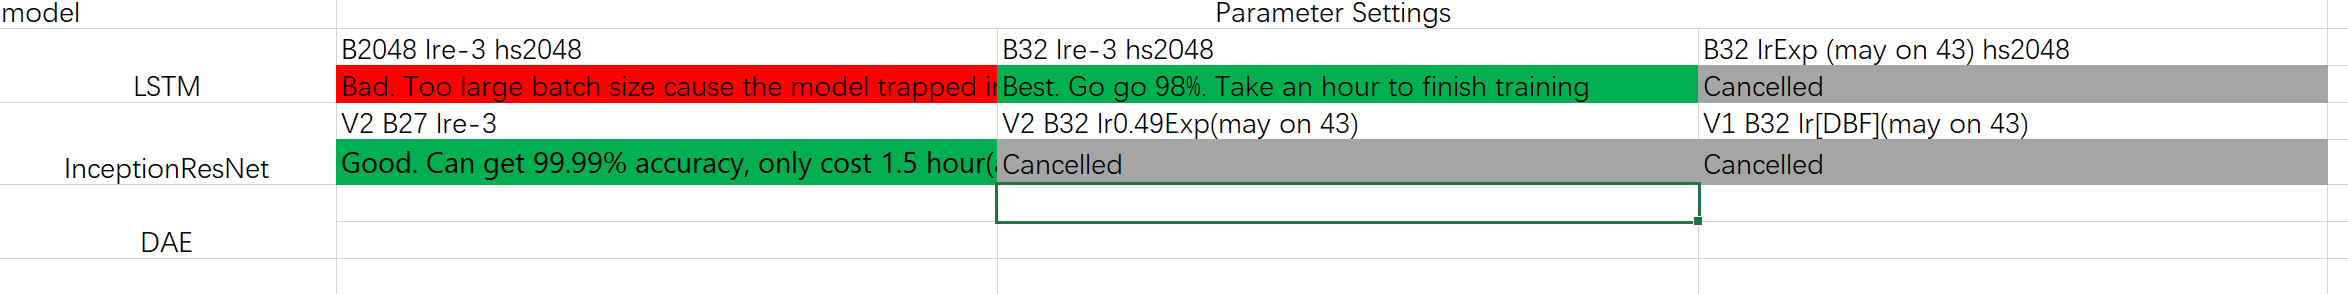 model
Parameter Settings
B2048 lre-3 hs2048
B32 lre-3 hs2048
B32 lrExp (may on 43) hs2048
LSTM
Bad. Too large batch size cause the model trapped
Best. Go go 98%. Take an hour to finish training
Cancelled
V2 B27 lre-3
V2 B32 lr0.49Exp(may on 43)
V1 B32 lr[DBF](may on 43)
InceptionResNet
Good. Can get 99.99% accuracy, only cost 1.5 hour(
Cancelled
Cancelled
DAE